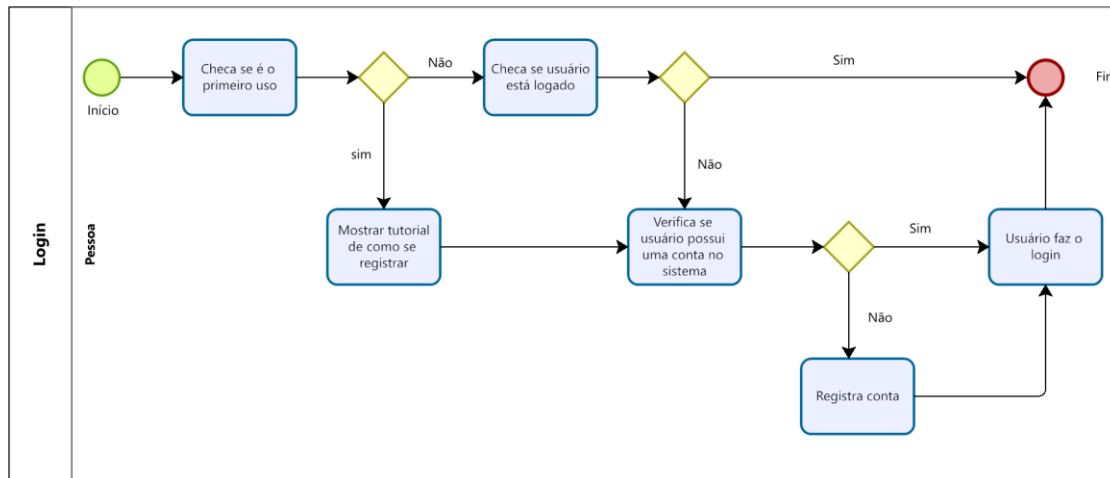 Login
Pessoa
Início
Checa se é o
primeiro uso
Não
sim
Checa se usuário
está logado
Sim
Não
Mostrar tutorial
de como se
registrar
Verifica se
usuário possui
uma conta no
sistema
Sim
Não
Registra conta
Usuário faz o
login